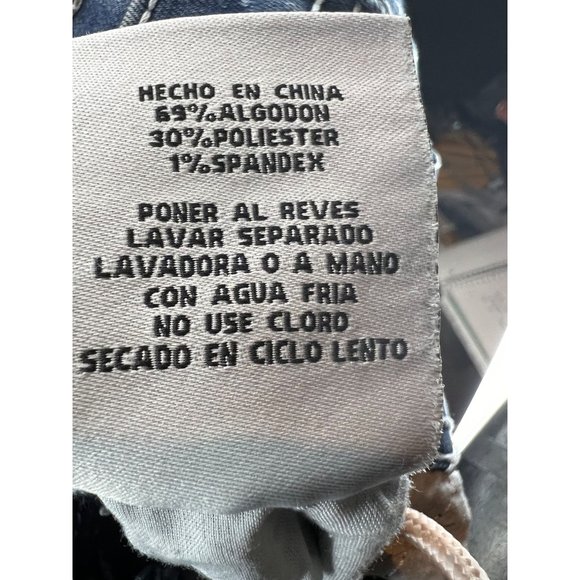 HECHO EN CHINA
69%ALGODON
30%POLIESTER
1%SPANDEX
PONER AL REVES
LAVAR SEPARADO
LAVADORA O A MANO
CON AGUA FRIA
NO USE CLORO
SECADO EN CICLO LENTO